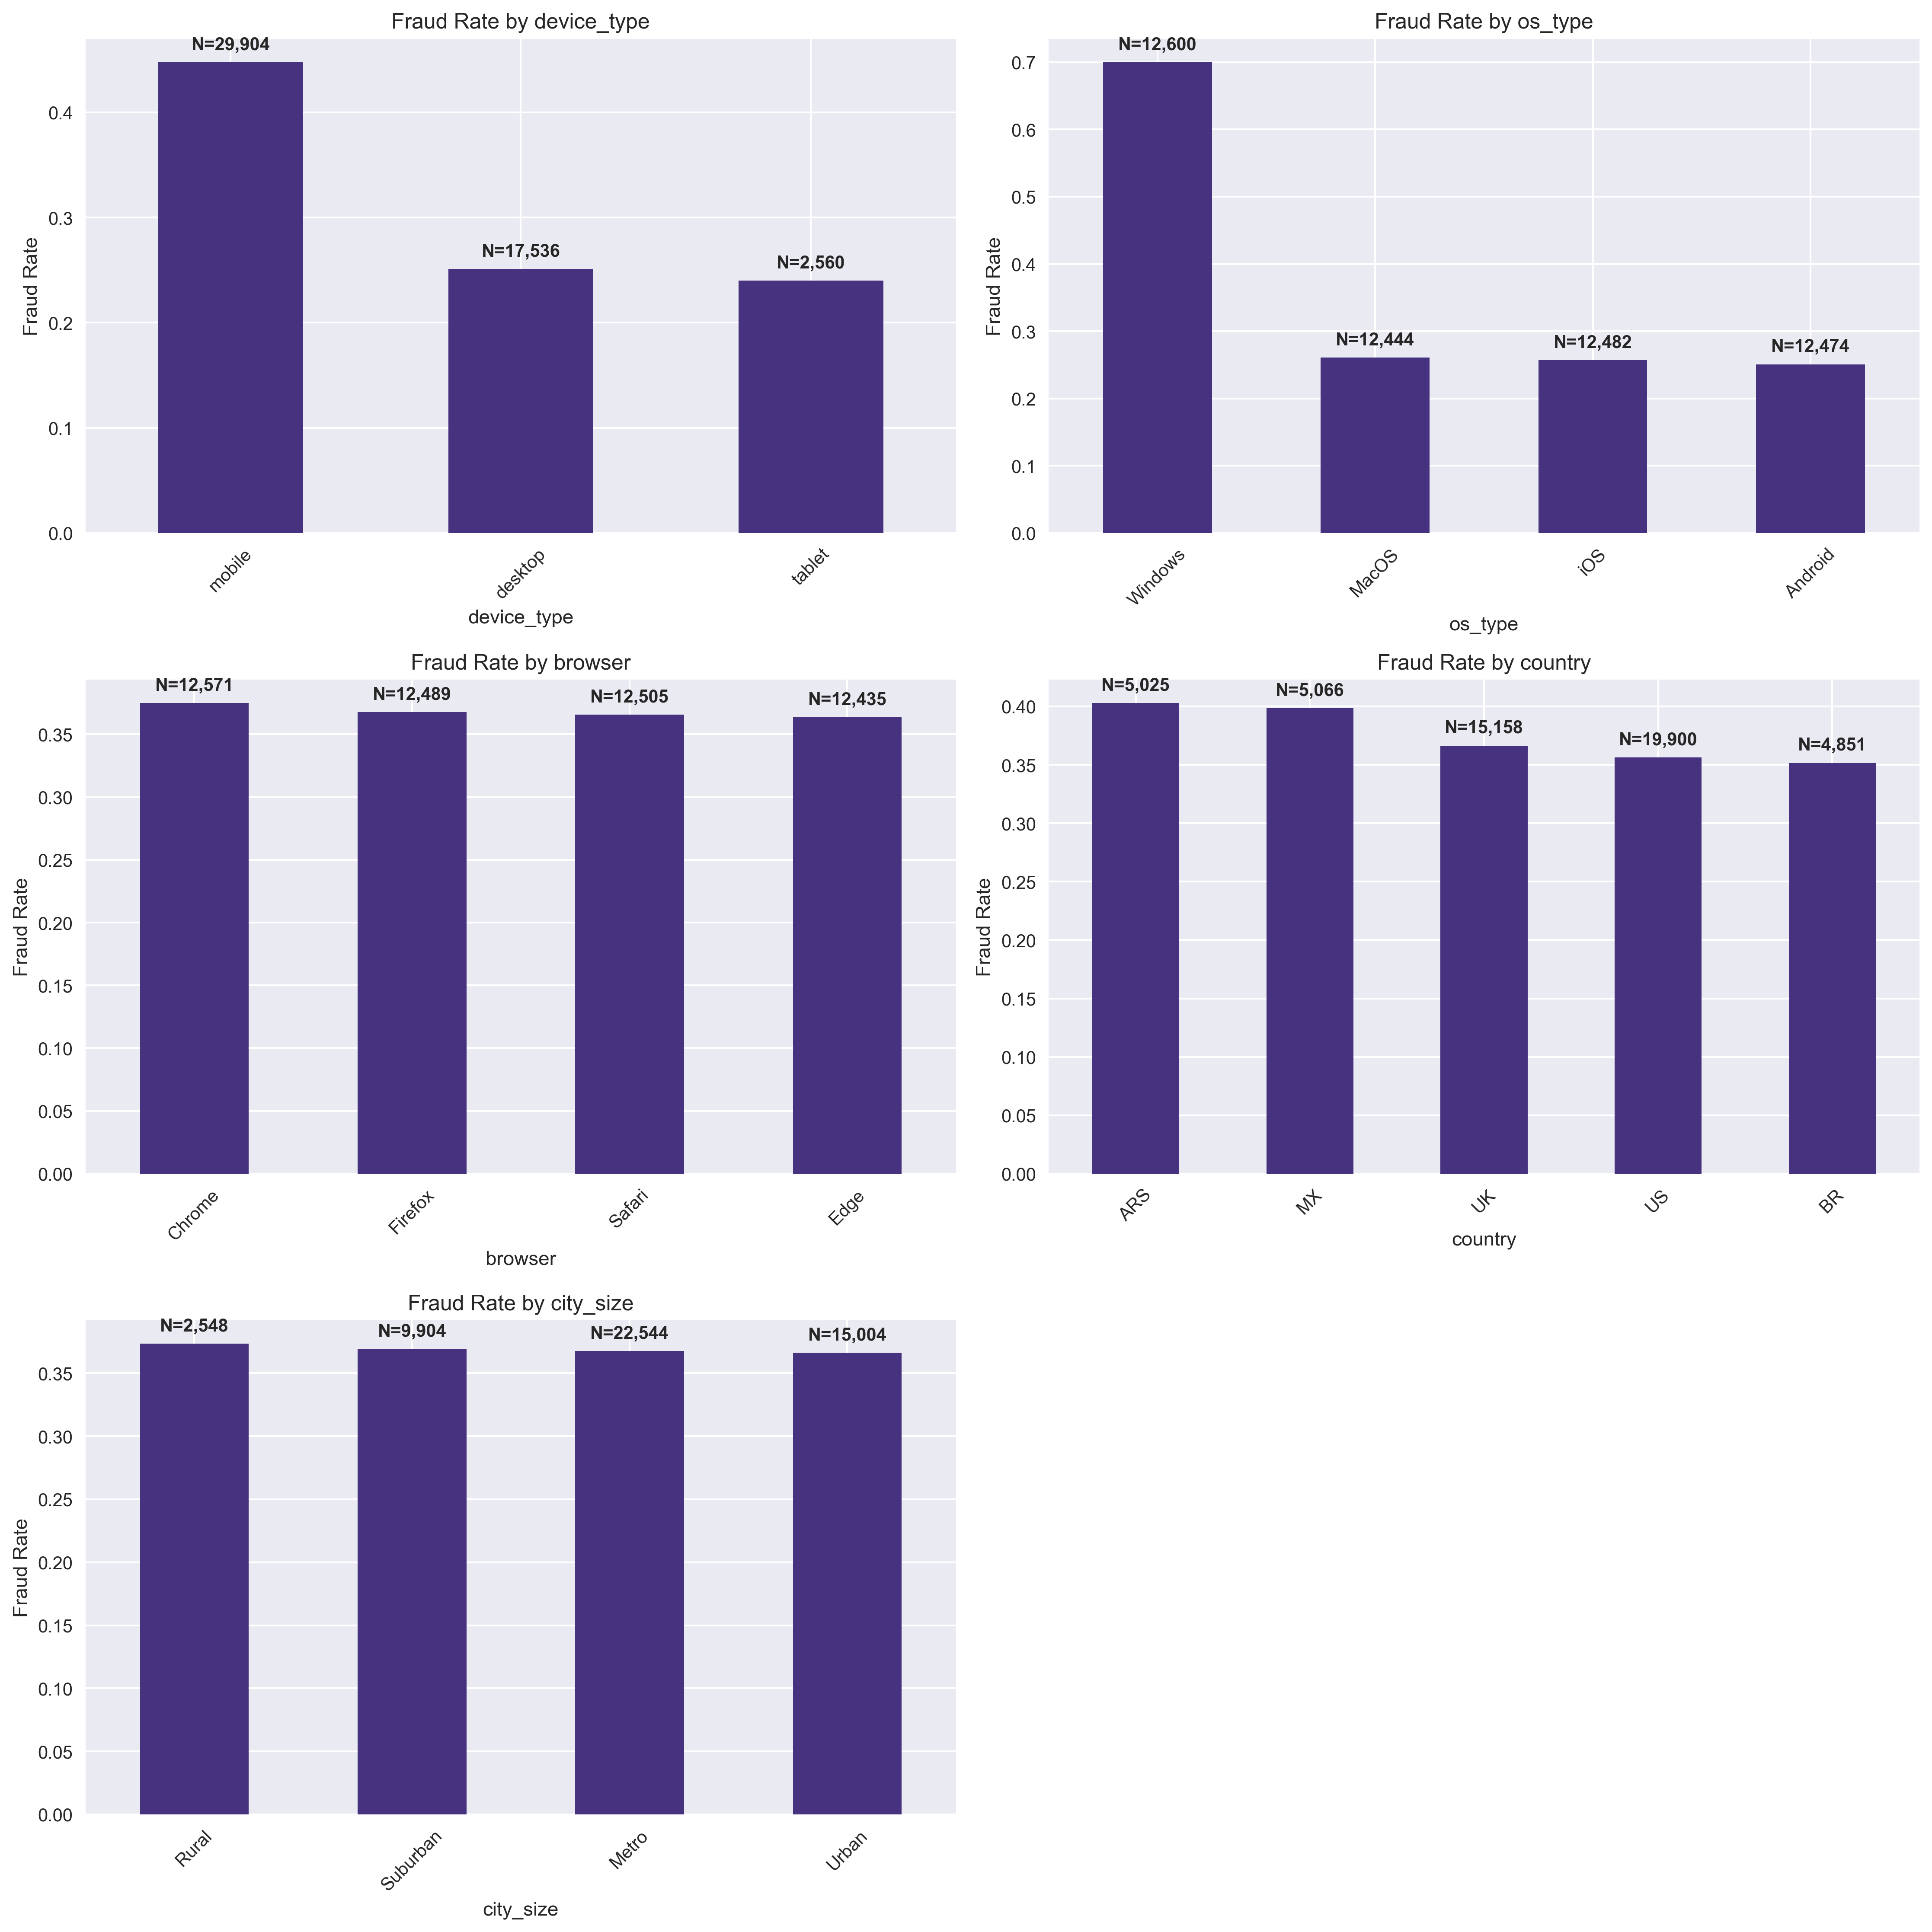 Fraud Rate by device_type
N=29,904
N=17,536
N=2,560
0.4
0.3
0.2
0.1
0.0
Fraud Rate
mobile
desktop
tablet
device_type
Fraud Rate by os_type
N=12,600
N=12,444
N=12,482
N=12,474
0.7
0.6
0.5
0.4
0.3
0.2
0.1
0.0
Fraud Rate
Windows
MacOS
iOS
Android
os_type
Fraud Rate by browser
N=12,571
N=12,489
N=12,505
N=12,435
0.35
0.30
0.25
0.20
0.15
0.10
0.05
0.00
Fraud Rate
Chrome
Firefox
Safari
Edge
browser
Fraud Rate by country
N=5,025
N=5,066
N=15,158
N=19,900
N=4,851
0.40
0.35
0.30
0.25
0.20
0.15
0.10
0.05
0.00
Fraud Rate
ARS
MX
UK
US
BR
country
Fraud Rate by city_size
N=2,548
N=9,904
N=22,544
N=15,004
0.35
0.30
0.25
0.20
0.15
0.10
0.05
0.00
Fraud Rate
Rural
Suburban
Metro
Urban
city_size